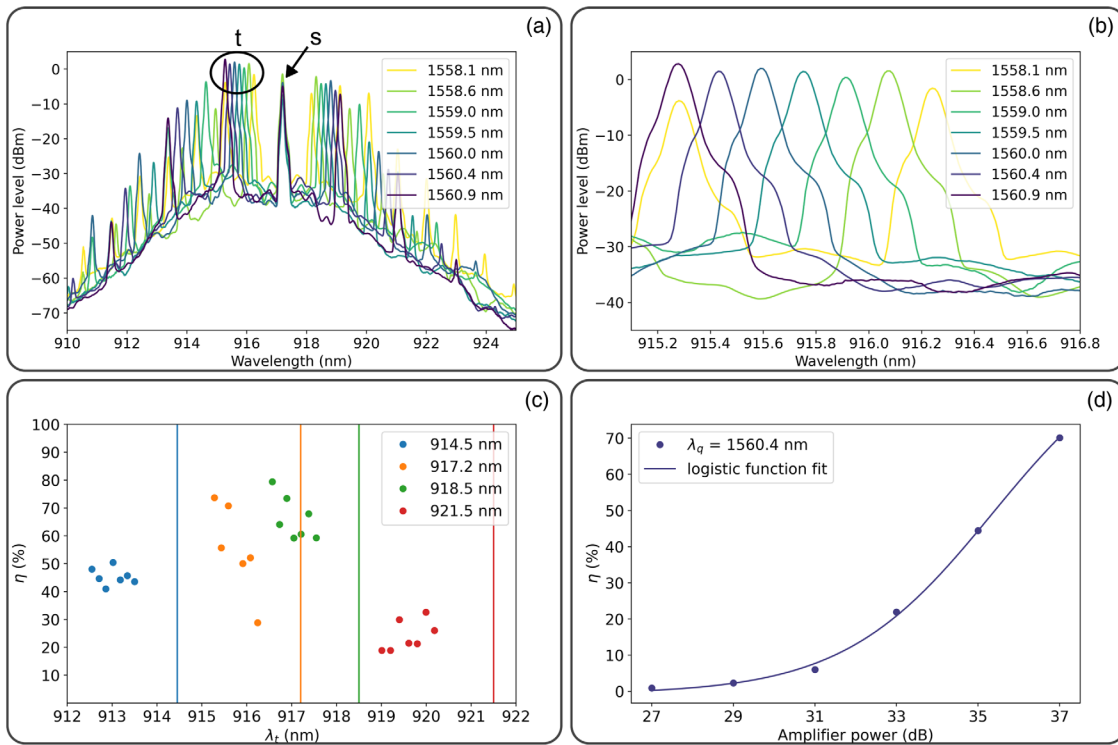 (a)
t
s
0
−10
−20
−30
−40
−50
−60
−70
Power level (dBm)
1558.1 nm
1558.6 nm
1559.0 nm
1559.5 nm
1560.0 nm
1560.4 nm
1560.9 nm
910 912 914 916 918 920 922 924
Wavelength (nm)
(b)
0
−10
−20
−30
−40
Power level (dBm)
1558.1 nm
1558.6 nm
1559.0 nm
1559.5 nm
1560.0 nm
1560.4 nm
1560.9 nm
915.2 915.4 915.6 915.8 916.0 916.2 916.4 916.6 916.8
Wavelength (nm)
(c)
100
90
80
70
60
50
40
30
20
10
η (%)
914.5 nm
917.2 nm
918.5 nm
921.5 nm
912 913 914 915 916 917 918 919 920 921 922
λt (nm)
(d)
70
60
50
40
30
20
10
0
η (%)
λq = 1560.4 nm
logistic function fit
27 29 31 33 35 37
Amplifier power (dB)